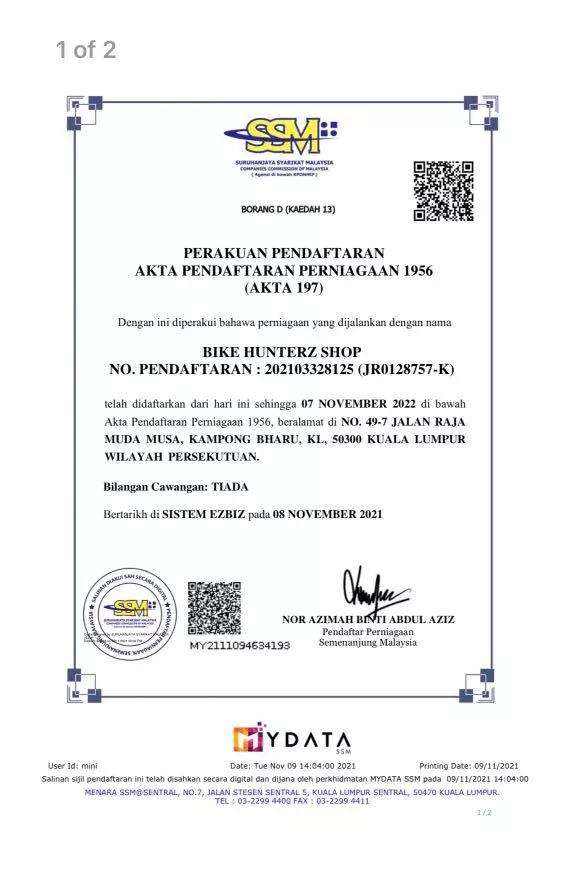 1 of 2
SSM
SURUHANJAYA SYARIKAT MALAYSIA
COMPANIES COMMISSION OF MALAYSIA
( Agensi di bawah KPDNHEP )
BORANG D (KAEDAH 13)
PERAKUAN PENDAFTARAN
AKTA PENDAFTARAN PERNIAGAAN 1956
(AKTA 197)
Dengan ini diperakui bahawa perniagaan yang dijalankan dengan nama
BIKE HUNTERZ SHOP
NO. PENDAFTARAN : 202103328125 (JR0128757-K)
telah didaftarkan dari hari ini sehingga 07 NOVEMBER 2022 di bawah
Akta Pendaftaran Perniagaan 1956, beralamat di NO. 49-7 JALAN RAJA
MUDA MUSA, KAMPONG BHARU, KL, 50300 KUALA LUMPUR
WILAYAH PERSEKUTUAN.
Bilangan Cawangan: TIADA
Bertarikh di SISTEM EZBIZ pada 08 NOVEMBER 2021
SALINAN DIAKUI SAH SECARA DIGITAL
PENDAFTAR PERNIAGAAN, SEMENANJUNG MALAYSIA
SSM
SURUHANJAYA SYARIKAT MALAYSIA
COMPANIES COMMISSION OF MALAYSIA
MY2111094634193
NOR AZIMAH BINTI ABDUL AZIZ
Pendaftar Perniagaan
Semenanjung Malaysia
MYDATA
SSM
User Id: mini
Date: Tue Nov 09 14:04:00 2021
Printing Date: 09/11/2021
Salinan sijil pendaftaran ini telah disahkan secara digital dan dijana oleh perkhidmatan MYDATA SSM pada 09/11/2021 14:04:00
MENARA SSM@SENTRAL, NO.7, JALAN STESEN SENTRAL 5, KUALA LUMPUR SENTRAL, 50470 KUALA LUMPUR.
TEL : 03-2299 4400 FAX : 03-2299 4411
1 / 2